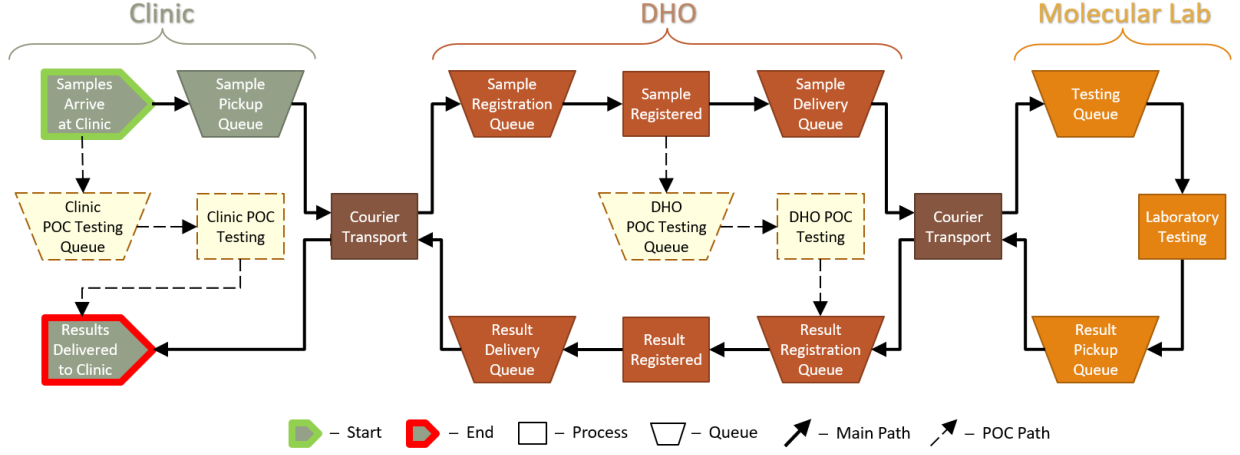 Clinic
DHO
Molecular Lab
Samples
Arrive
at Clinic
Sample
Pickup
Queue
Sample
Registration
Queue
Sample
Registered
Sample
Delivery
Queue
Testing
Queue
Clinic
POC Testing
Queue
Clinic POC
Testing
Courier
Transport
DHO
POC Testing
Queue
DHO POC
Testing
Courier
Transport
Laboratory
Testing
Results
Delivered
to Clinic
Result
Delivery
Queue
Result
Registered
Result
Registration
Queue
Result
Pickup
Queue
– Start
– End
– Process
– Queue
– Main Path
– POC Path